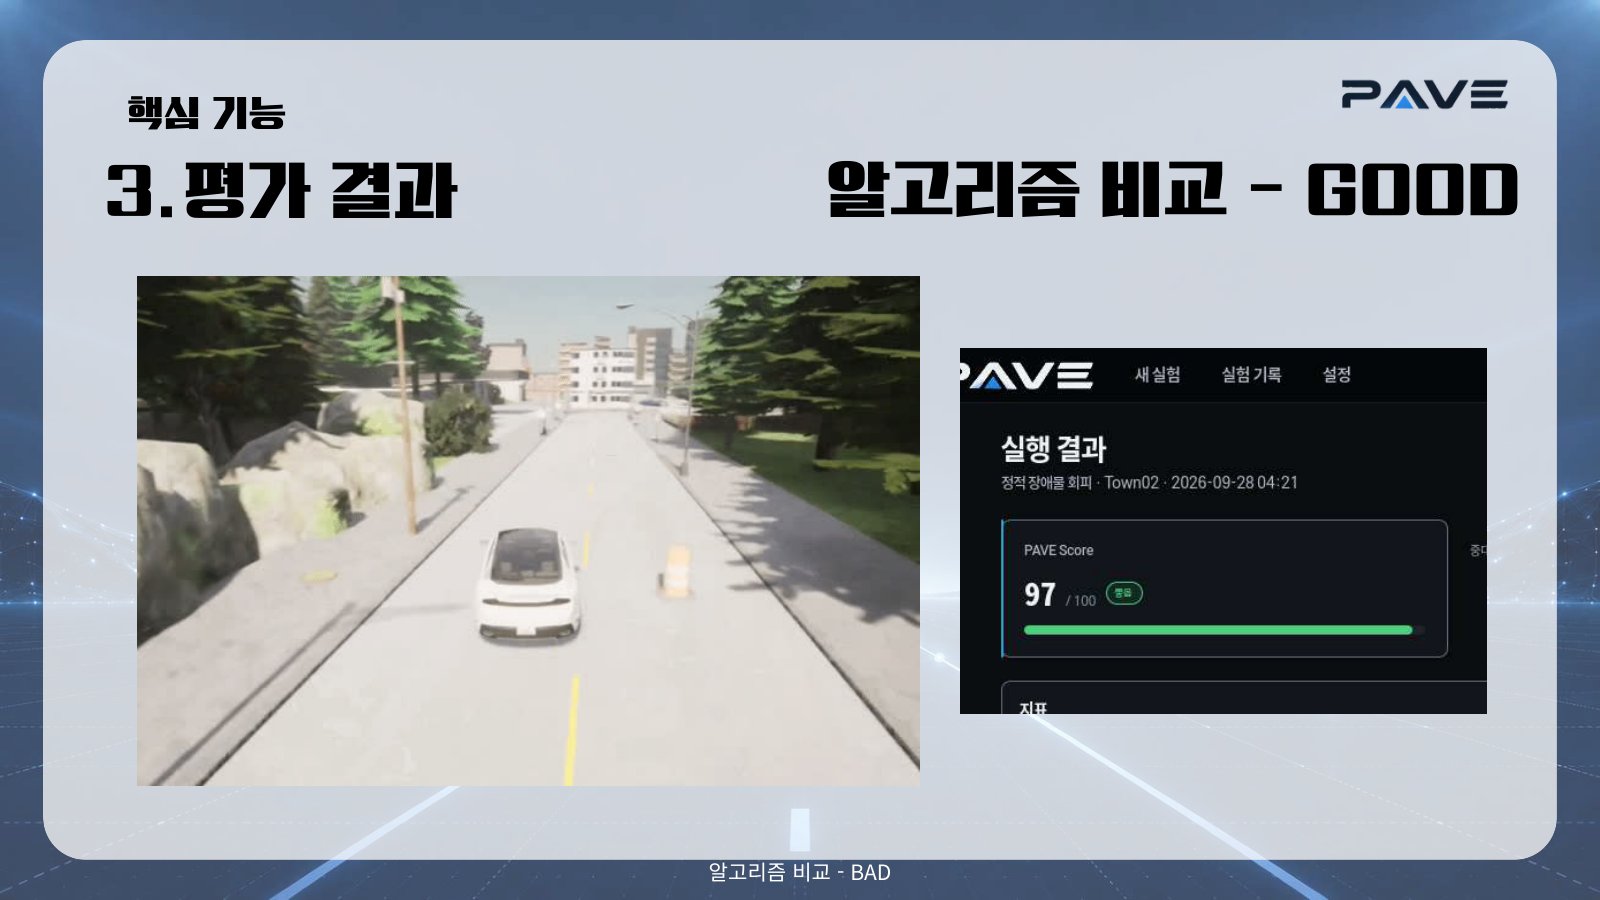 핵심 기능
PAVE
3. 평가 결과
알고리즘 비교 - GOOD
PAVE
새 실험
실험 기록
설정
실행 결과
정적 장애물 회피 · Town02 · 2026-09-28 04:21
PAVE Score
97 / 100
지표
알고리즘 비교 - BAD